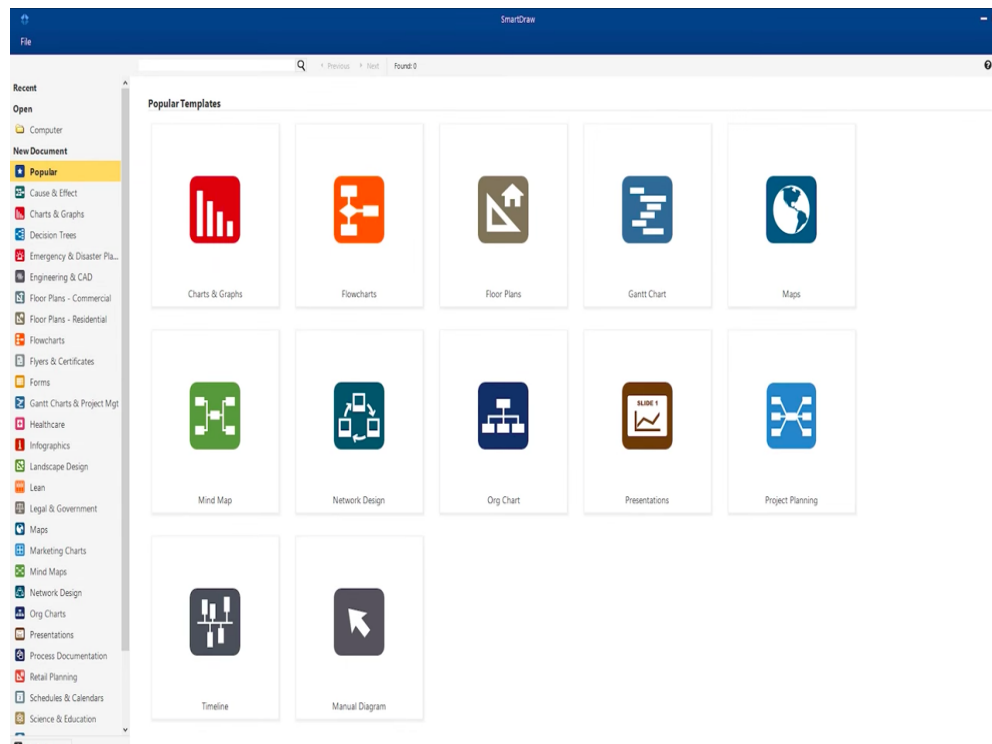 SmartDraw
File
Previous Next Found: 0
Recent
Open
Computer
New Document
Popular
Cause & Effect
Charts & Graphs
Decision Trees
Emergency & Disaster Pla...
Engineering & CAD
Floor Plans - Commercial
Floor Plans - Residential
Flowcharts
Flyers & Certificates
Forms
Gantt Charts & Project Mgt
Healthcare
Infographics
Landscape Design
Lean
Legal & Government
Maps
Marketing Charts
Mind Maps
Network Design
Org Charts
Presentations
Process Documentation
Retail Planning
Schedules & Calendars
Science & Education
Popular Templates
Charts & Graphs
Flowcharts
Floor Plans
Gantt Chart
Maps
Mind Map
Network Design
Org Chart
SLIDE 1
Presentations
Project Planning
Timeline
Manual Diagram